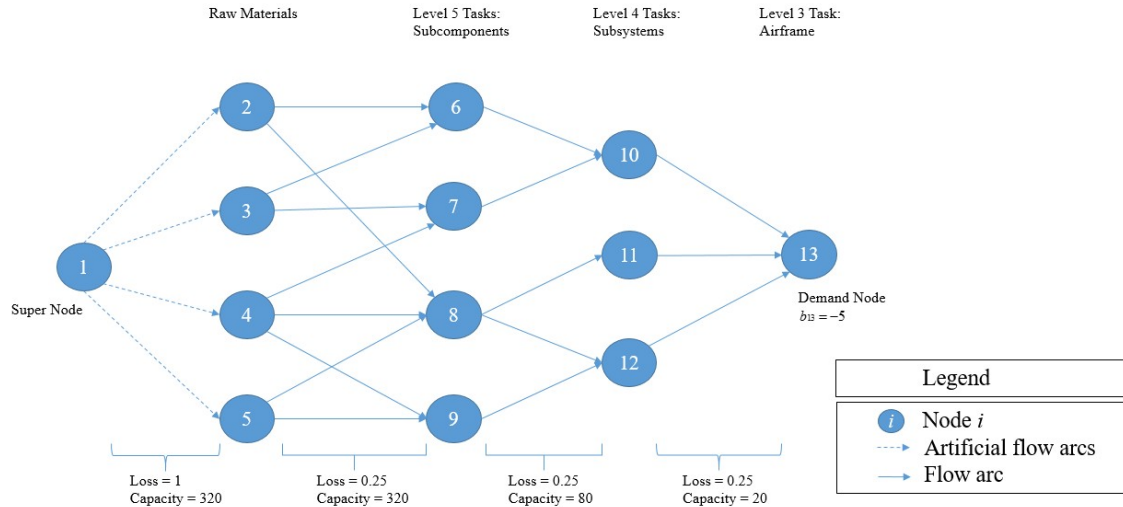 Raw Materials
Level 5 Tasks:
Subcomponents
Level 4 Tasks:
Subsystems
Level 3 Task:
Airframe
2
6
10
3
7
1
11
13
4
8
12
5
9
Super Node
Demand Node
b13 = −5
Legend
i Node i
Artificial flow arcs
Flow arc
Loss = 1
Capacity = 320
Loss = 0.25
Capacity = 320
Loss = 0.25
Capacity = 80
Loss = 0.25
Capacity = 20